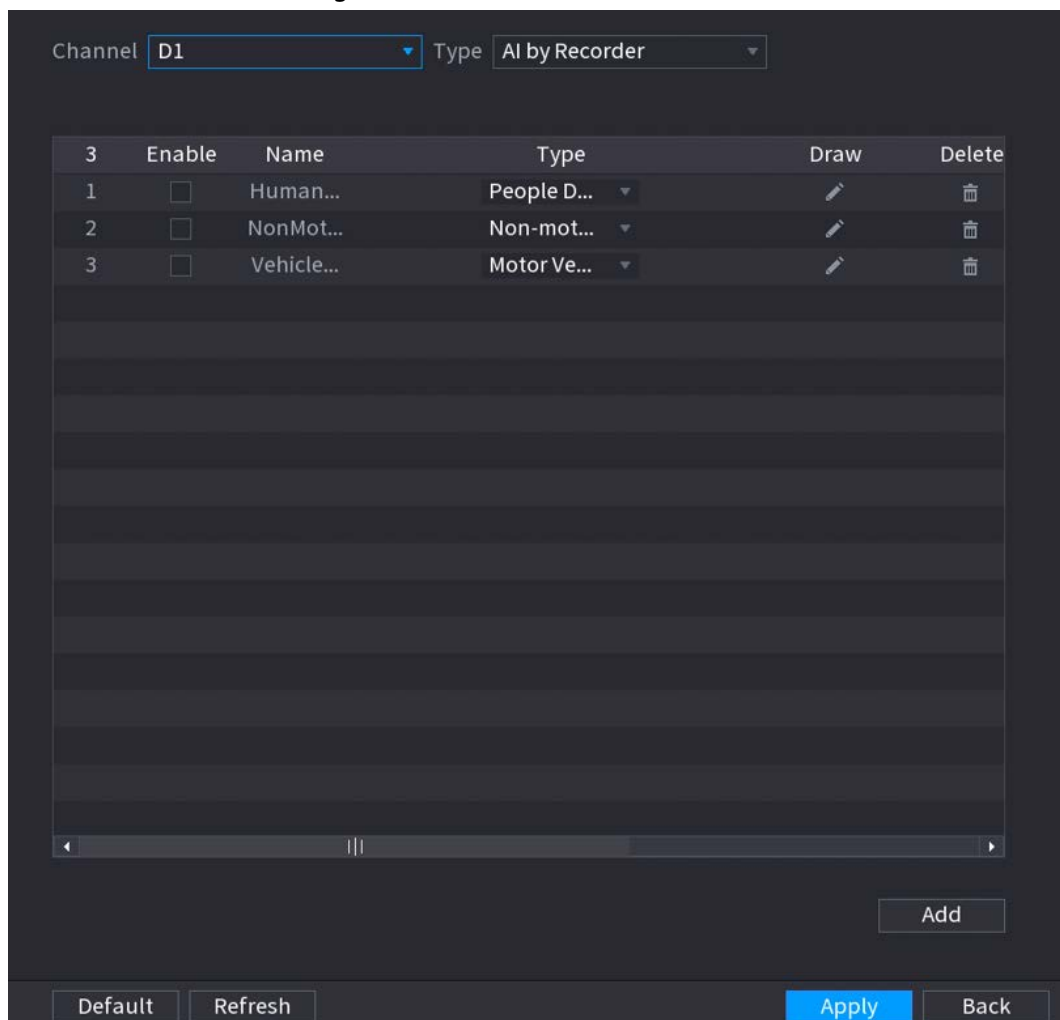 Channel D1 Type AI by Recorder
3 Enable Name Type Draw Delete
1 Human... People D...
2 NonMot... Non-mot...
3 Vehicle... Motor Ve...
Add
Default Refresh Apply Back